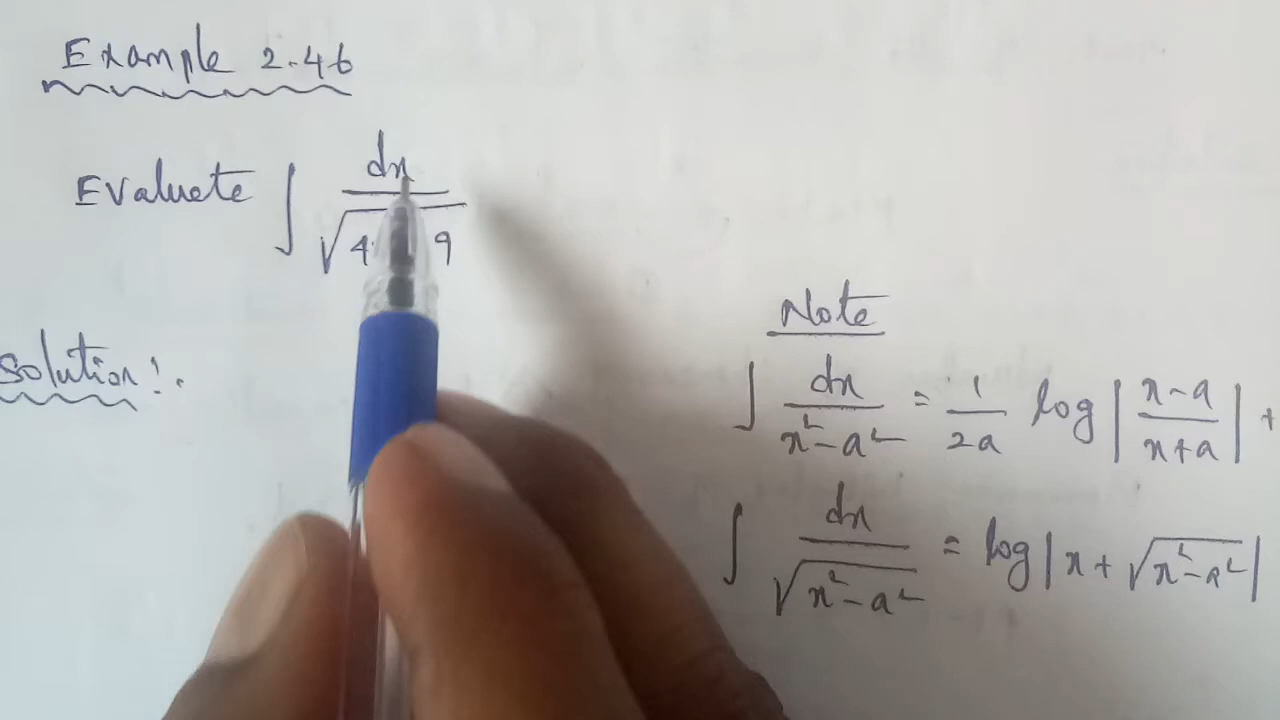 Example 2.46
Evaluate ∫ dx / √4 9
Solution:
Note
∫ dx / x²-a² = 1/2a log |x-a / x+a| +
∫ dx / √x²-a² = log |x + √x²-a²|